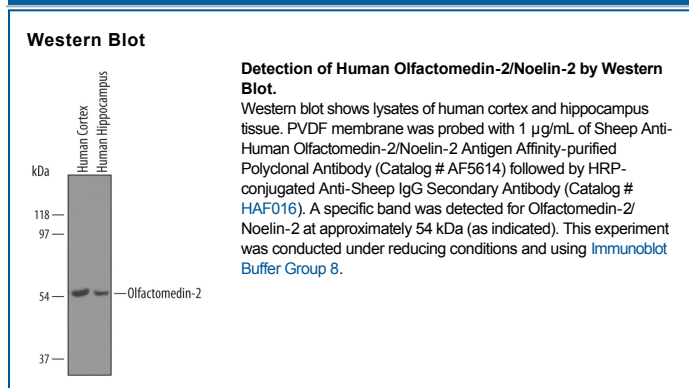 Western Blot
Human Cortex
Human Hippocampus
kDa
118
97
54
37
Olfactomedin-2
Detection of Human Olfactomedin-2/Noelin-2 by Western
Blot.
Western blot shows lysates of human cortex and hippocampus
tissue. PVDF membrane was probed with 1 µg/mL of Sheep Anti-
Human Olfactomedin-2/Noelin-2 Antigen Affinity-purified
Polyclonal Antibody (Catalog # AF5614) followed by HRP-
conjugated Anti-Sheep IgG Secondary Antibody (Catalog #
HAF016). A specific band was detected for Olfactomedin-2/
Noelin-2 at approximately 54 kDa (as indicated). This experiment
was conducted under reducing conditions and using Immunoblot
Buffer Group 8.